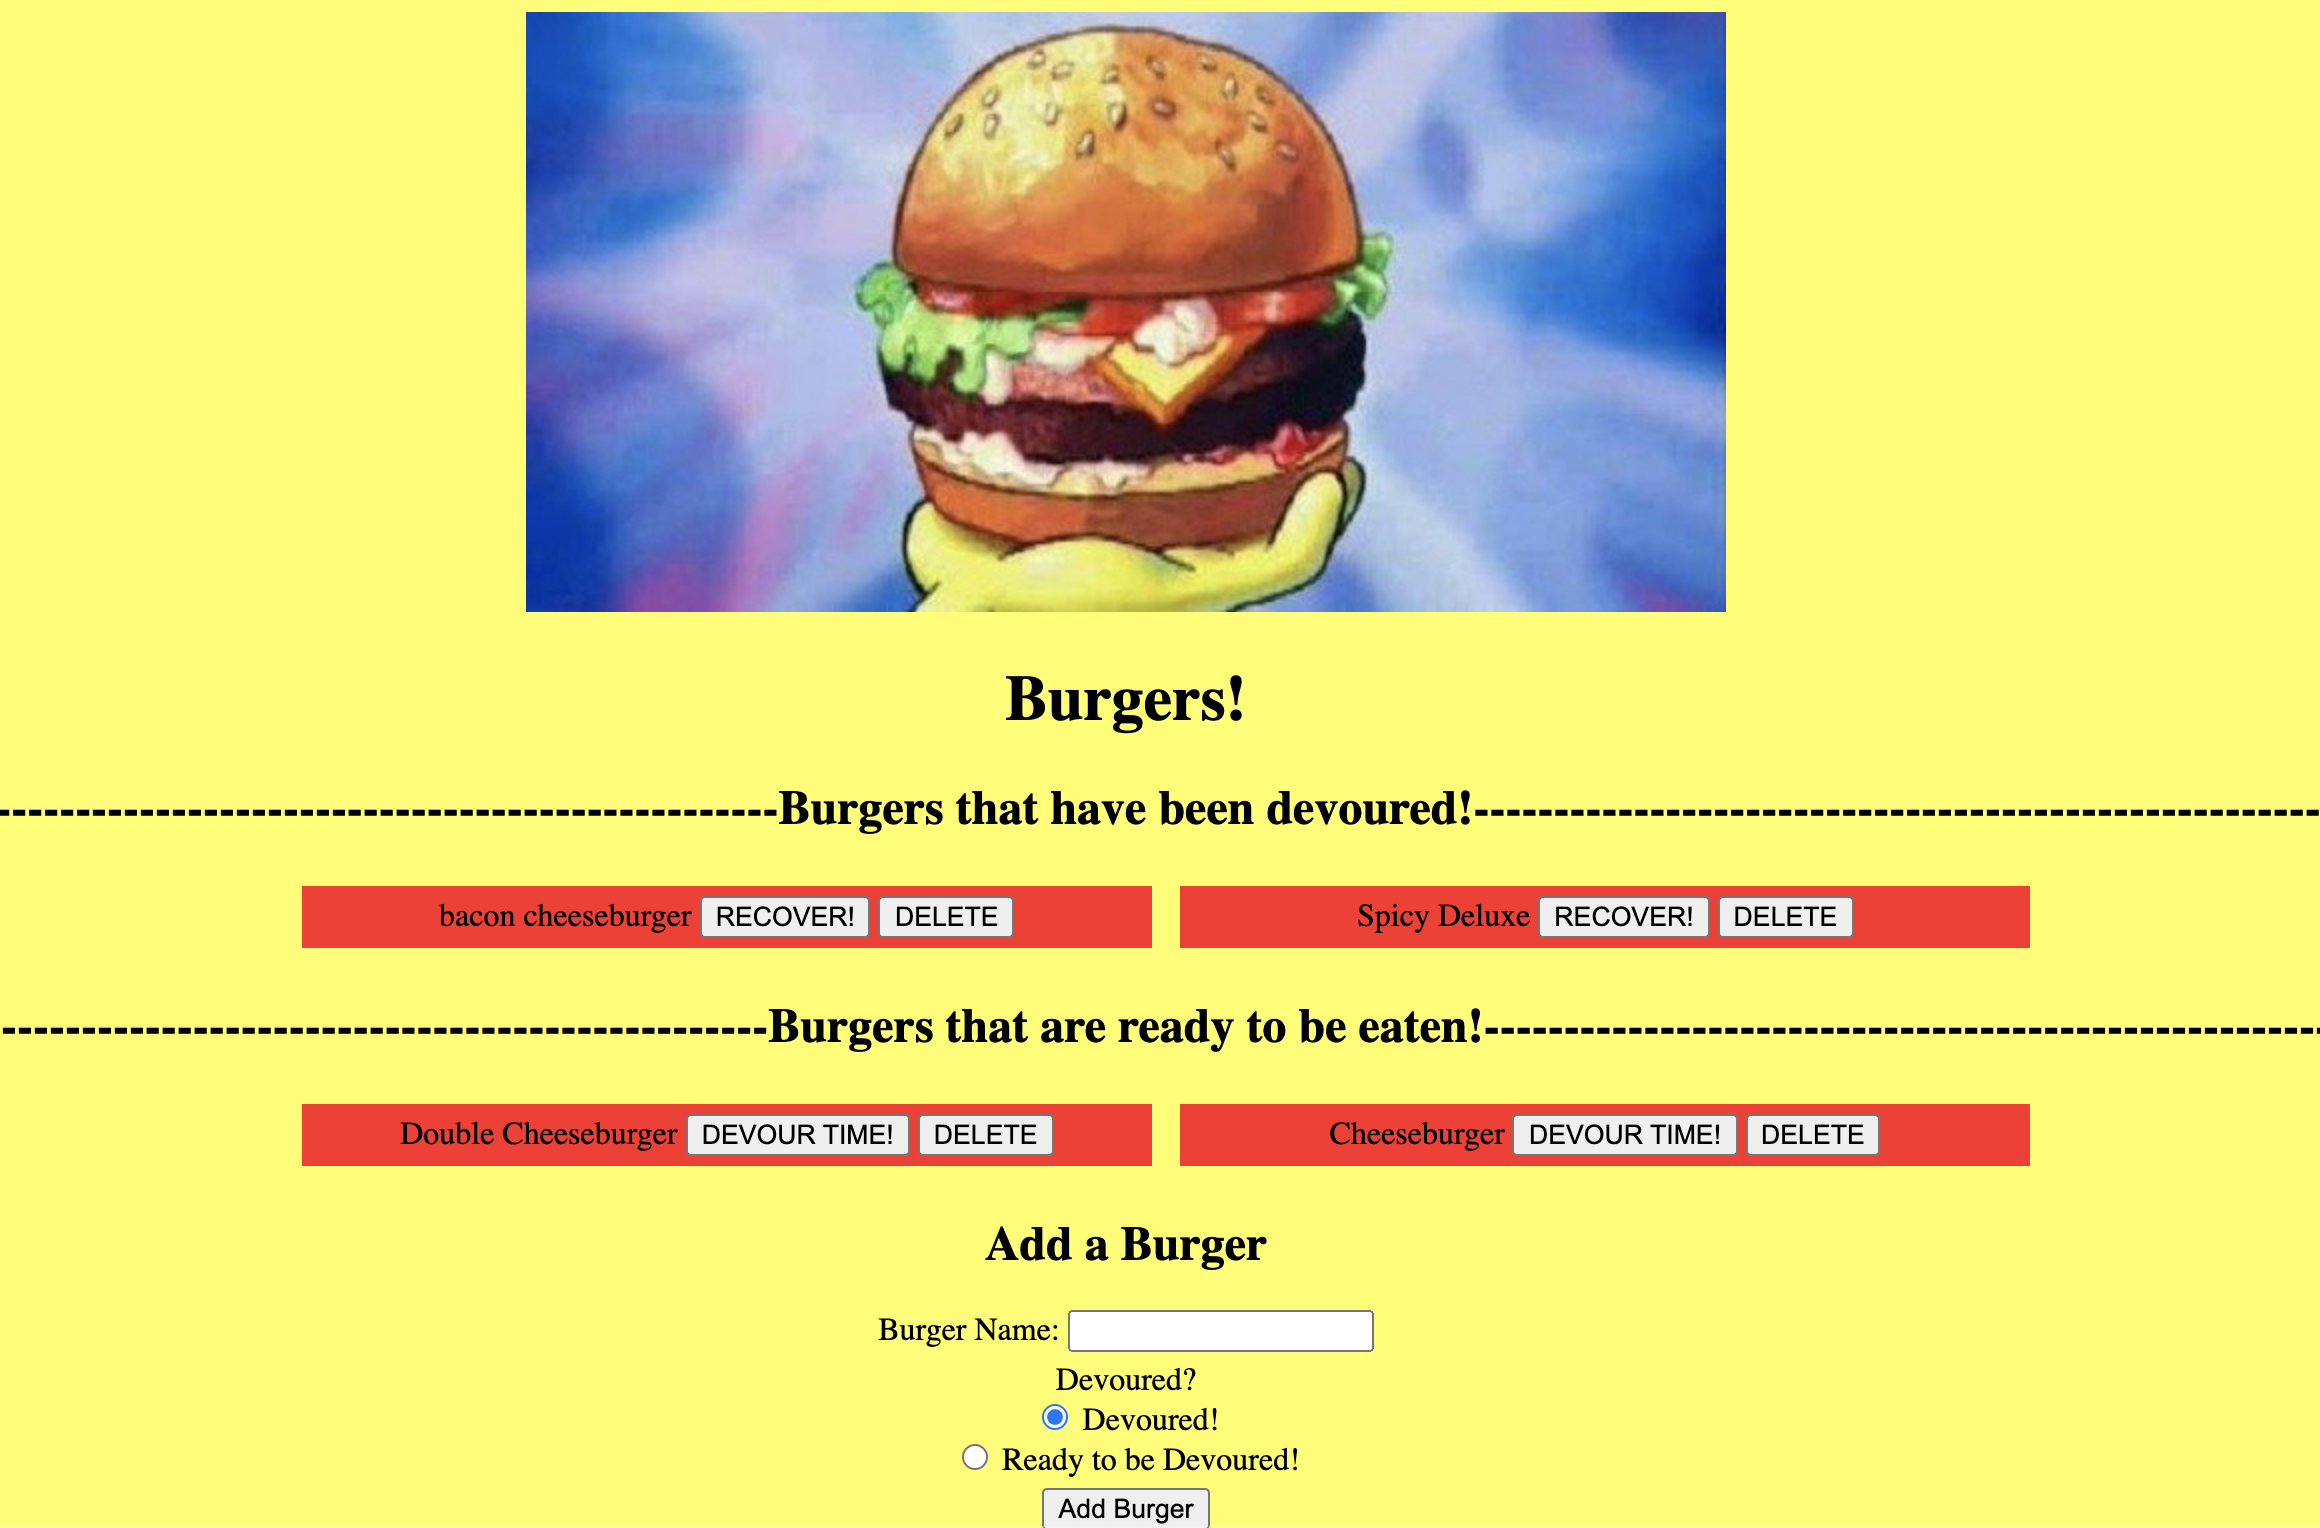 Burgers!
-------------------------------------------------Burgers that have been devoured!-----------------------------------------------------
bacon cheeseburger RECOVER! DELETE Spicy Deluxe RECOVER! DELETE
------------------------------------------------Burgers that are ready to be eaten!----------------------------------------------------
Double Cheeseburger DEVOUR TIME! DELETE Cheeseburger DEVOUR TIME! DELETE
Add a Burger
Burger Name:
Devoured?
Devoured!
Ready to be Devoured!
Add Burger